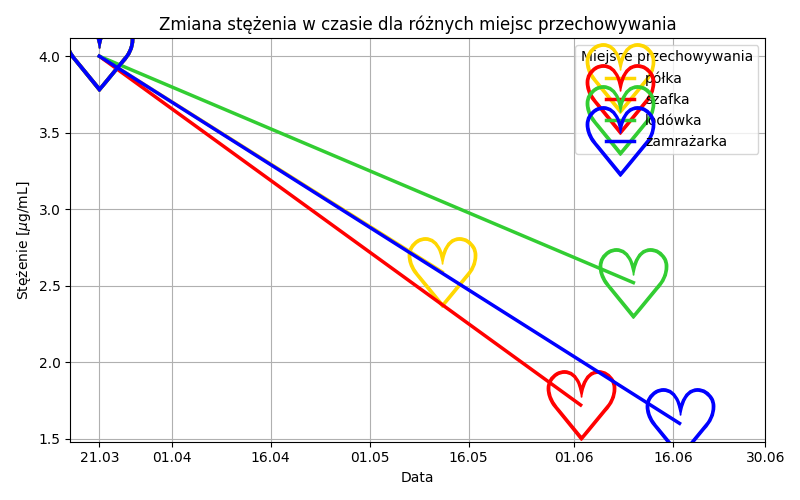 Zmiana stężenia w czasie dla różnych miejsc przechowywania
Stężenie [μg/mL]
4.0
3.5
3.0
2.5
2.0
1.5
21.03 01.04 16.04 01.05 16.05 01.06 16.06 30.06
Data
Miejsce przechowywania
półka
szafka
lodówka
zamrażarka